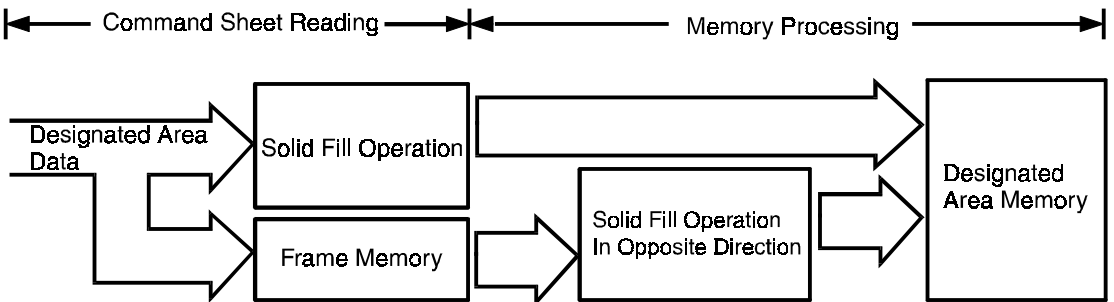 Command Sheet Reading
Memory Processing
Designated Area
Data
Solid Fill Operation
Frame Memory
Solid Fill Operation
In Opposite Direction
Designated
Area Memory